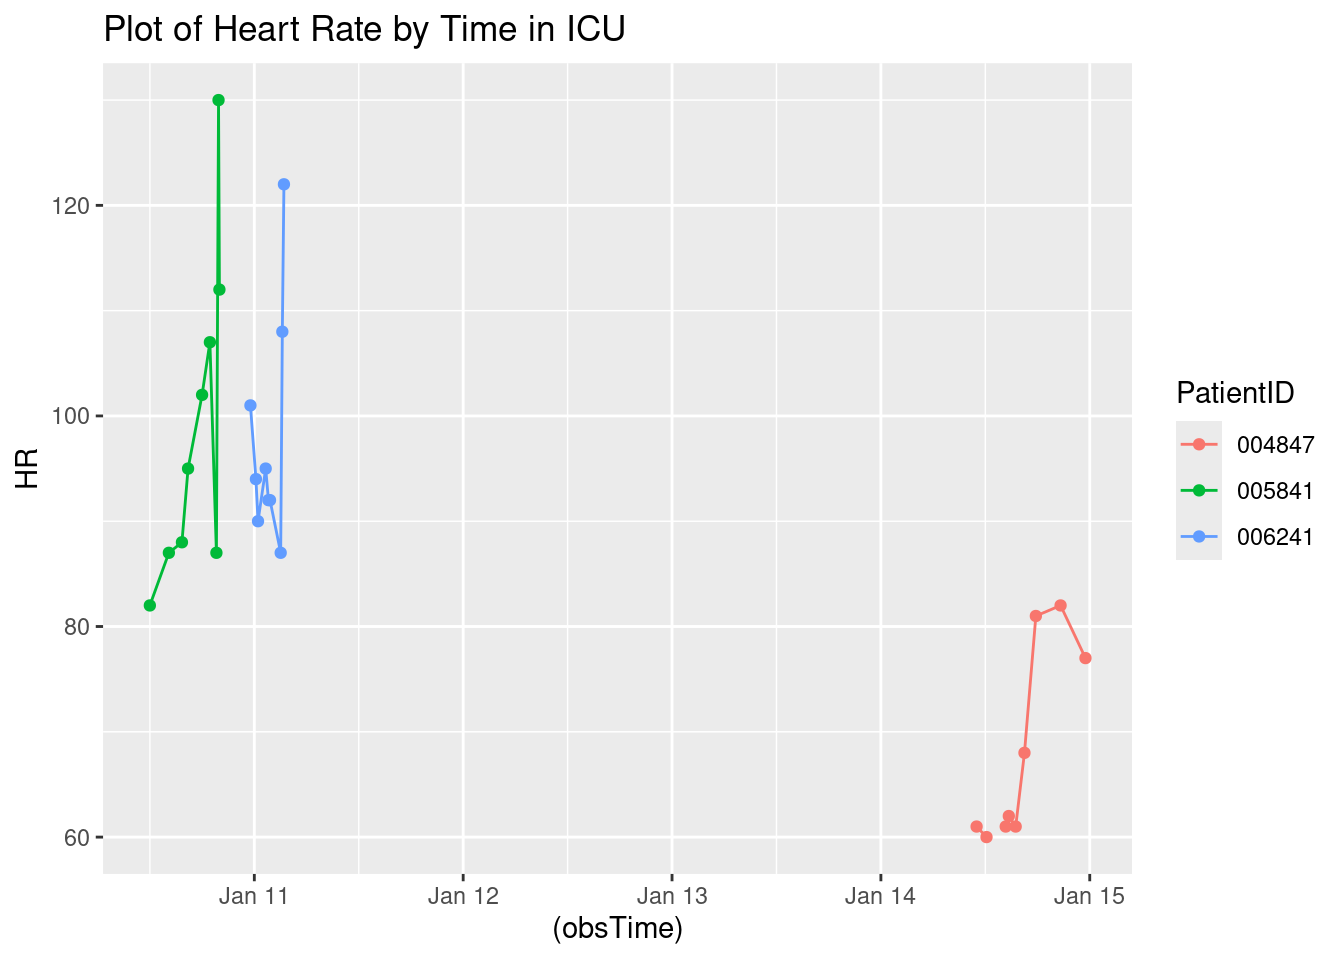 Plot of Heart Rate by Time in ICU
120
100
80
60
HR
Jan 11
Jan 12
Jan 13
Jan 14
Jan 15
(obsTime)
PatientID
004847
005841
006241